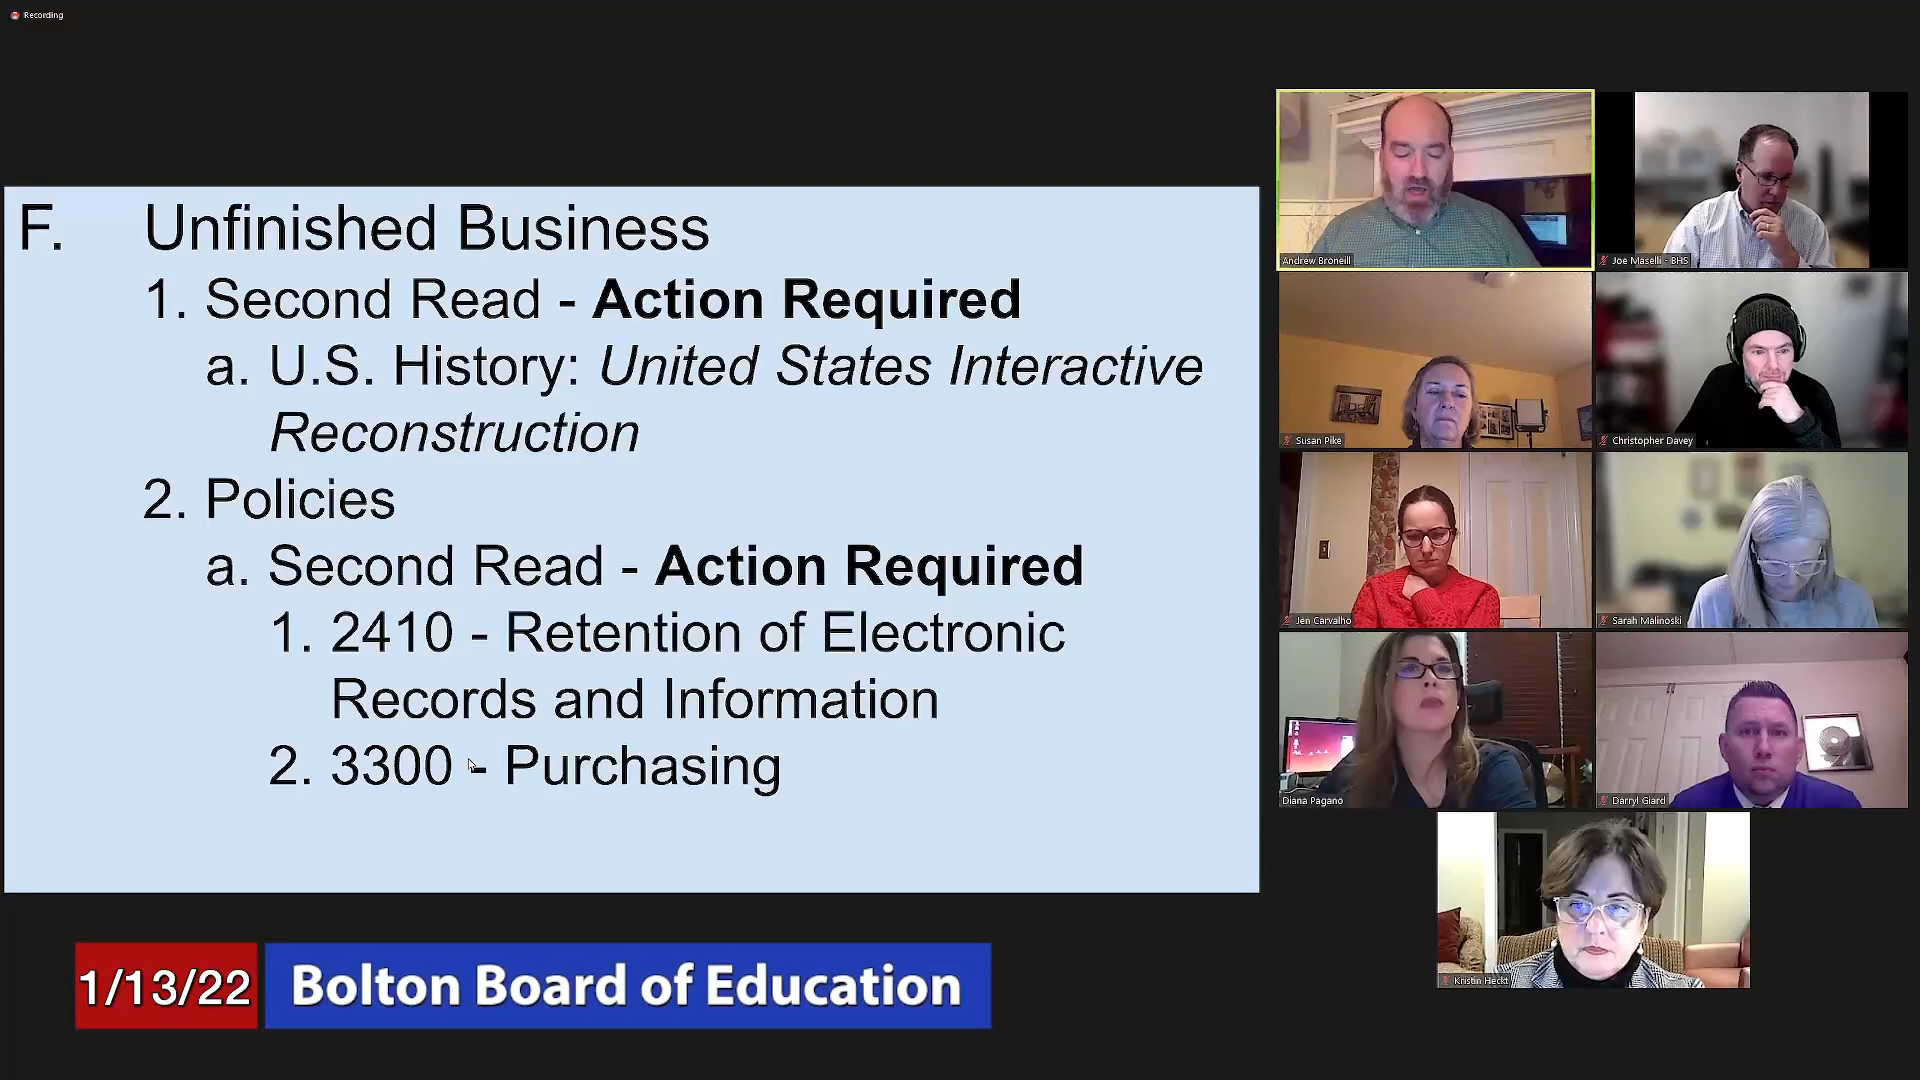 Recording
F. Unfinished Business
1. Second Read - Action Required
a. U.S. History: United States Interactive
Reconstruction
2. Policies
a. Second Read - Action Required
1. 2410 - Retention of Electronic
Records and Information
2. 3300 - Purchasing
1/13/22 Bolton Board of Education
Andrew Broneill
Joe Maselli - BHS
Susan Pike
Christopher Davey
Jen Carvalho
Sarah Malinoski
Diana Pagano
Darryl Giard
Kristin Heckt